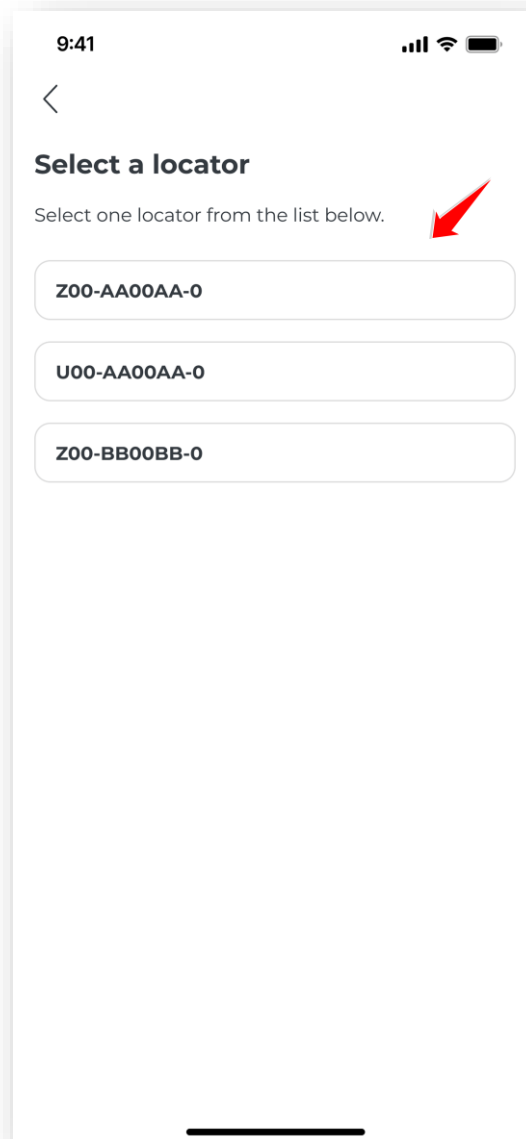 9:41
Select a locator
Select one locator from the list below.
Z00-AA00AA-0
U00-AA00AA-0
Z00-BB00BB-0